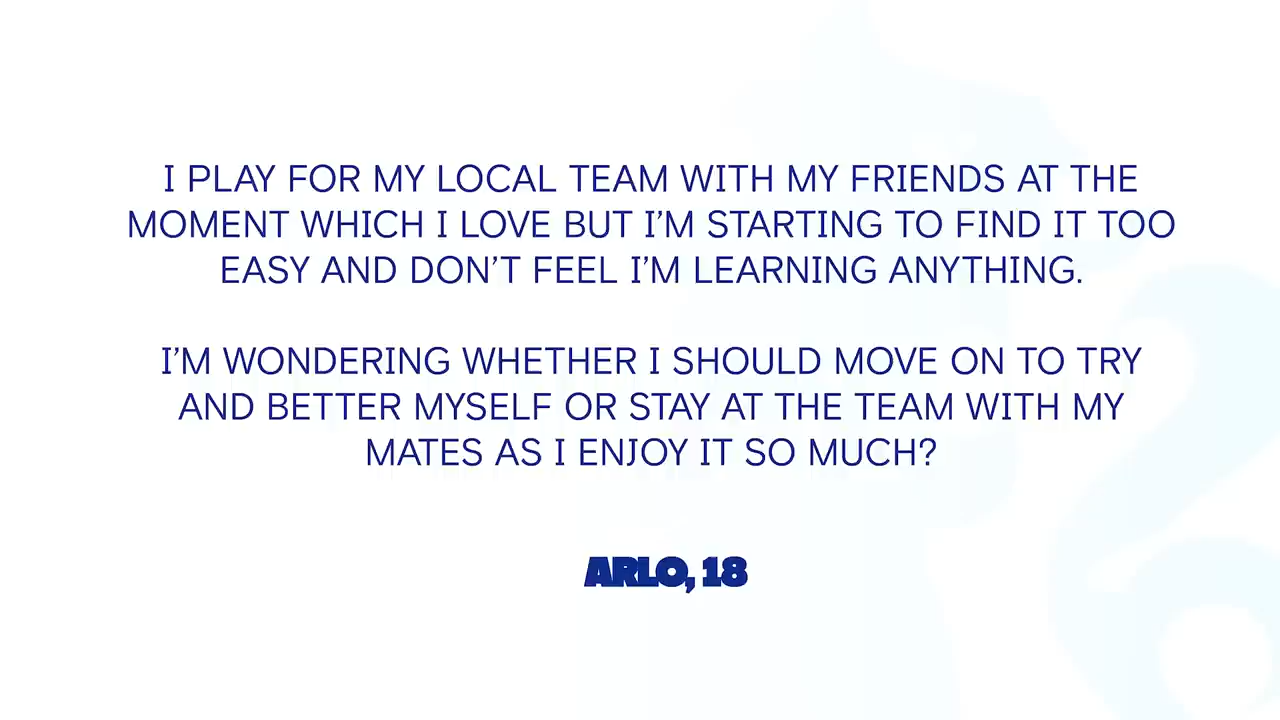 I PLAY FOR MY LOCAL TEAM WITH MY FRIENDS AT THE
MOMENT WHICH I LOVE BUT I’M STARTING TO FIND IT TOO
EASY AND DON’T FEEL I’M LEARNING ANYTHING.
I’M WONDERING WHETHER I SHOULD MOVE ON TO TRY
AND BETTER MYSELF OR STAY AT THE TEAM WITH MY
MATES AS I ENJOY IT SO MUCH?
ARLO, 18